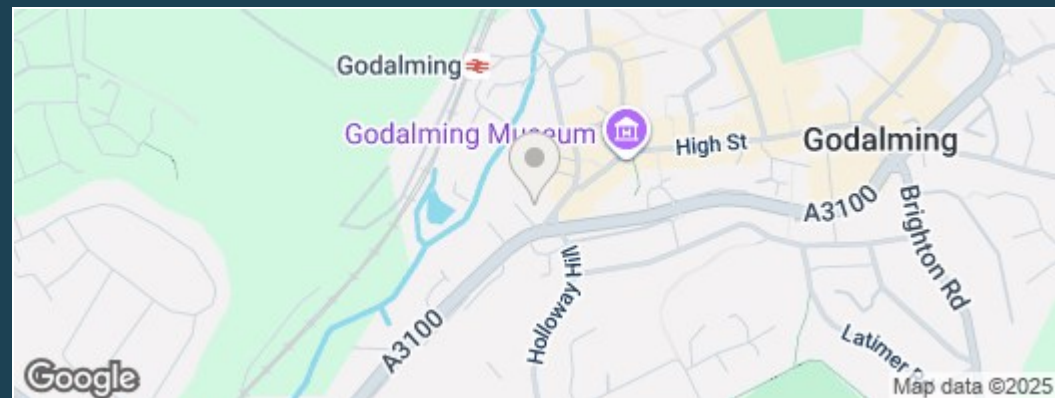 Godalming
Godalming Museum
High St
Godalming
A3100
Brighton Rd
Holloway Hill
A3100
Latimer
Google
Map data ©2025